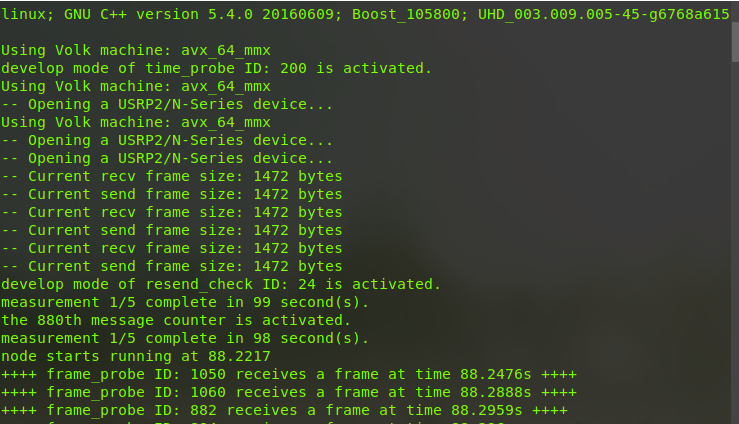 linux; GNU C++ version 5.4.0 20160609; Boost_105800; UHD_003.009.005-45-g6768a615
Using Volk machine: avx_64_mmx
develop mode of time_probe ID: 200 is activated.
Using Volk machine: avx_64_mmx
-- Opening a USRP2/N-Series device...
Using Volk machine: avx_64_mmx
-- Opening a USRP2/N-Series device...
-- Opening a USRP2/N-Series device...
-- Current recv frame size: 1472 bytes
-- Current send frame size: 1472 bytes
-- Current recv frame size: 1472 bytes
-- Current send frame size: 1472 bytes
-- Current recv frame size: 1472 bytes
-- Current send frame size: 1472 bytes
develop mode of resend_check ID: 24 is activated.
measurement 1/5 complete in 99 second(s).
the 880th message counter is activated.
measurement 1/5 complete in 98 second(s).
node starts running at 88.2217
++++ frame_probe ID: 1050 receives a frame at time 88.2476s ++++
++++ frame_probe ID: 1060 receives a frame at time 88.2888s ++++
++++ frame_probe ID: 882 receives a frame at time 88.2959s ++++